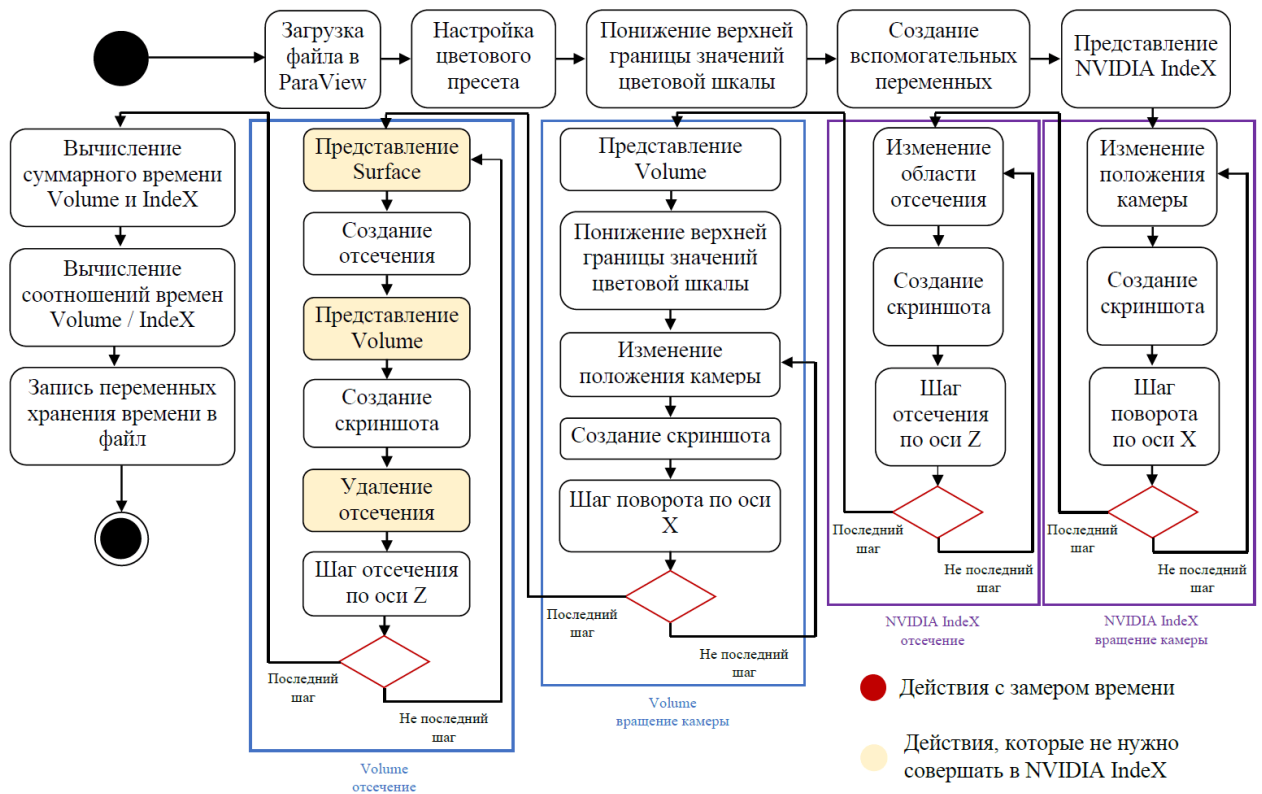 Загрузка
файла в
ParaView
Настройка
цветового
пресета
Понижение верхней
границы значений
цветовой шкалы
Создание
вспомогательных
переменных
Представление
NVIDIA IndeX
Вычисление
суммарного времени
Volume и IndeX
Вычисление
соотношений времен
Volume / IndeX
Запись переменных
хранения времени в
файл
Представление
Surface
Создание
отсечения
Представление
Volume
Создание
скриншота
Удаление
отсечения
Шаг отсечения
по оси Z
Последний
шаг
Не последний
шаг
Volume
отсечение
Представление
Volume
Понижение верхней
границы значений
цветовой шкалы
Изменение
положения камеры
Создание скриншота
Шаг поворота по оси
X
Последний
шаг
Не последний
шаг
Volume
вращение камеры
Изменение
области
отсечения
Создание
скриншота
Шаг
отсечения
по оси Z
Последний
шаг
Не последний
шаг
NVIDIA IndeX
отсечение
Изменение
положения
камеры
Создание
скриншота
Шаг
поворота
по оси X
Последний
шаг
Не последний
шаг
NVIDIA IndeX
вращение камеры
Действия с замером времени
Действия, которые не нужно
совершать в NVIDIA IndeX